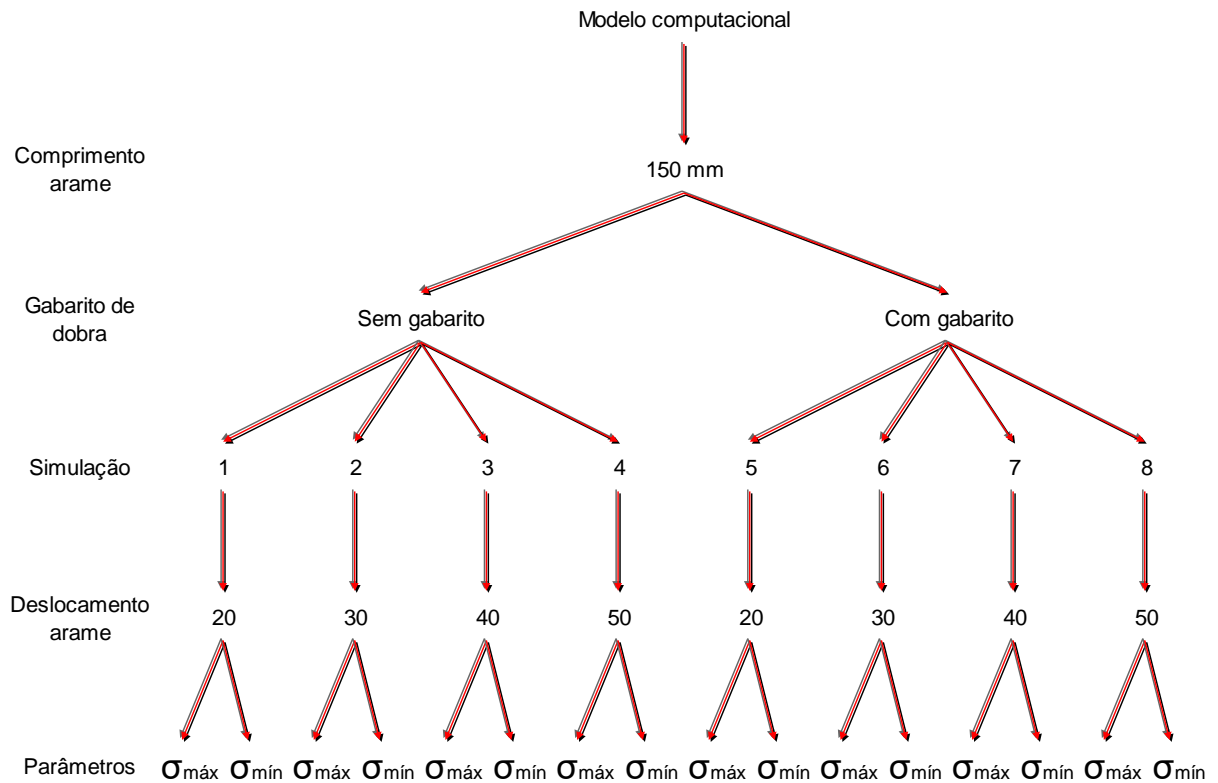 Modelo computacional
Comprimento
arame
150 mm
Gabarito de
dobra
Sem gabarito
Com gabarito
Simulação
1 2 3 4 5 6 7 8
Deslocamento
arame
20 30 40 50 20 30 40 50
Parâmetros
σmáx σmín σmáx σmín σmáx σmín σmáx σmín σmáx σmín σmáx σmín σmáx σmín σmáx σmín